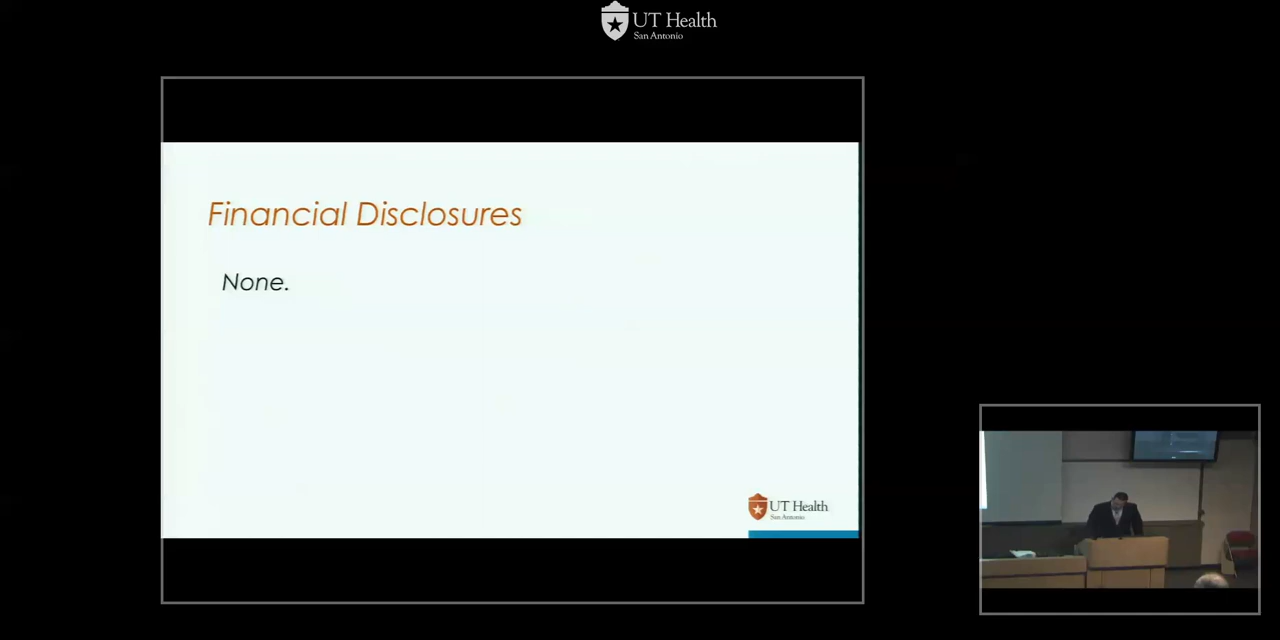 UT Health
San Antonio
Financial Disclosures
None.
UT Health
San Antonio